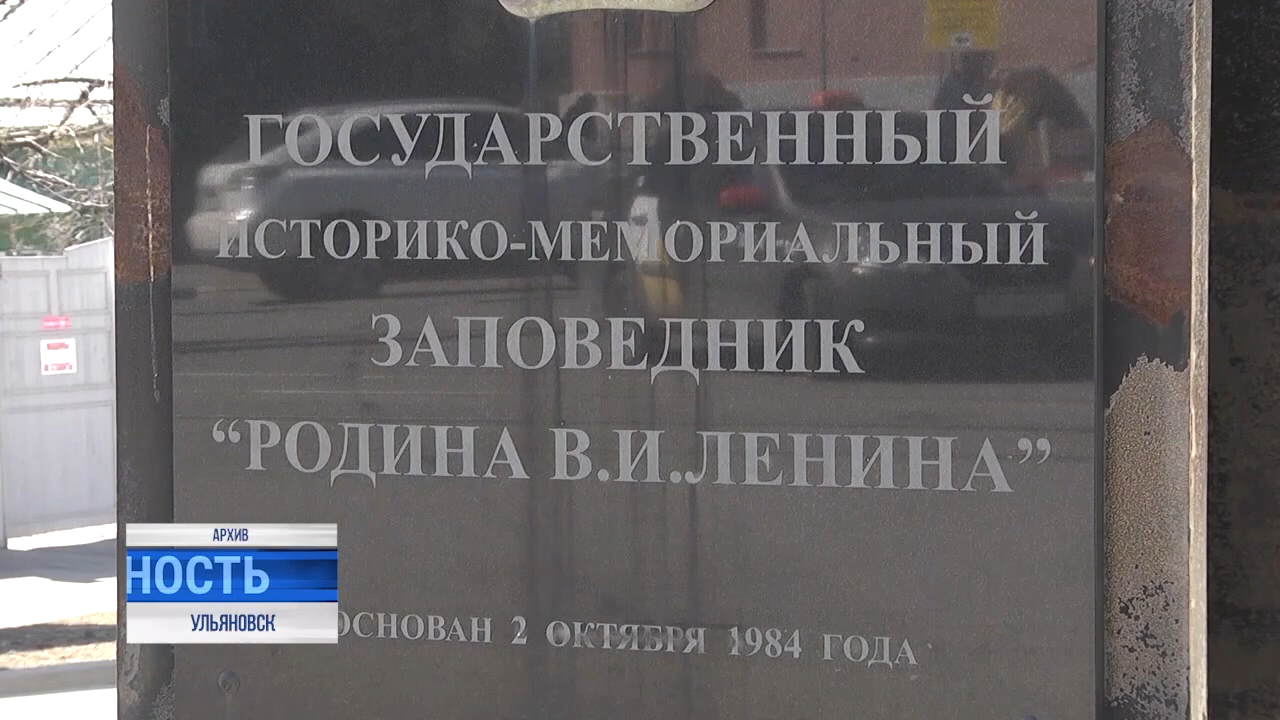 ГОСУДАРСТВЕННЫЙ
ИСТОРИКО-МЕМОРИАЛЬНЫЙ
ЗАПОВЕДНИК
“РОДИНА В.И.ЛЕНИНА”
ОСНОВАН 2 ОКТЯБРЯ 1984 ГОДА
АРХИВ
НОСТЬ
УЛЬЯНОВСК